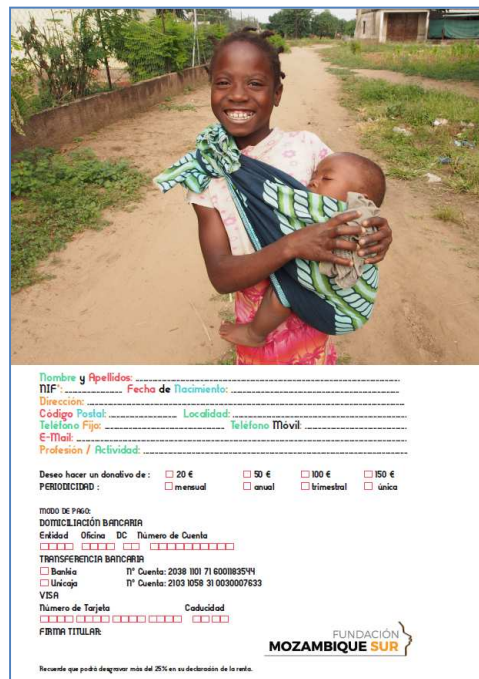 Nombre y Apellidos:
NIF*: Fecha de Nacimiento:
Dirección:
Código Postal: Localidad:
Teléfono Fijo: Teléfono Móvil:
E-Mail:
Profesión / Actividad:
Deseo hacer un donativo de : 20 € 50 € 100 € 150 €
PERIODICIDAD : mensual anual trimestral única
MODO DE PAGO:
DOMICILIACIÓN BANCARIA
Entidad Oficina DC Número de Cuenta
TRANSFERENCIA BANCARIA
Bankia Nº Cuenta: 2038 1101 71 6001183544
Unicaja Nº Cuenta: 2103 1058 31 0030007633
VISA
Número de Tarjeta Caducidad
FIRMA TITULAR:
FUNDACIÓN
MOZAMBIQUE SUR
Recuerde que podrá desgravar más del 25% en su declaración de la renta.